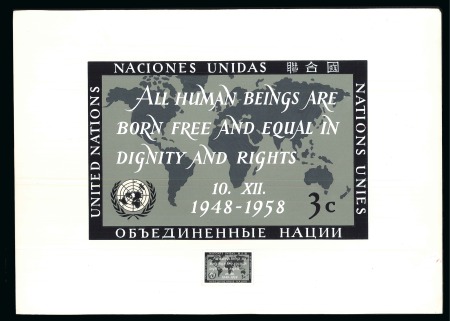 NACIONES UNIDAS 聯合國
UNITED NATIONS
ALL HUMAN BEINGS ARE
BORN FREE AND EQUAL IN
DIGNITY AND RIGHTS
10. XII.
1948-1958
3 c
NATIONS UNIES
ОБЪЕДИНЕННЫЕ НАЦИИ